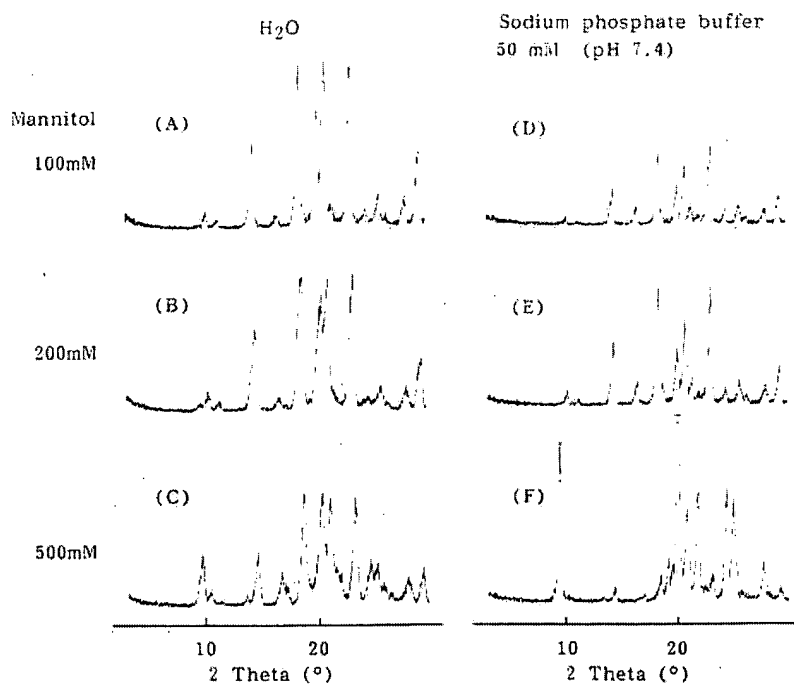 H2O
Sodium phosphate buffer
50 mM (pH 7.4)
Mannitol
100mM
(A)
(D)
200mM
(B)
(E)
500mM
(C)
(F)
10 20
2 Theta (°)
10 20
2 Theta (°)